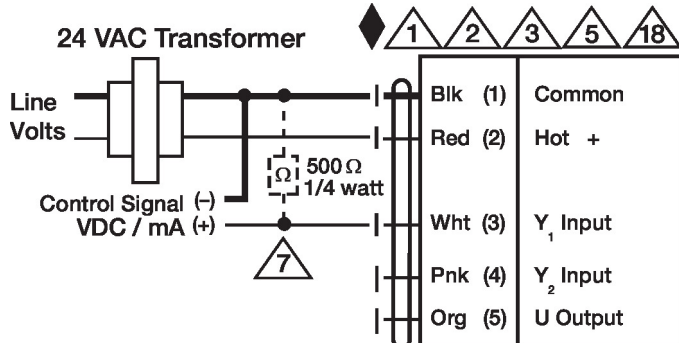 24 VAC Transformer
1 2 3 5 18
Line
Volts
Blk (1) Common
Red (2) Hot +
Ω 500 Ω
1/4 watt
Control Signal (–)
VDC / mA (+)
Wht (3) Y₁ Input
7
Pnk (4) Y₂ Input
Org (5) U Output